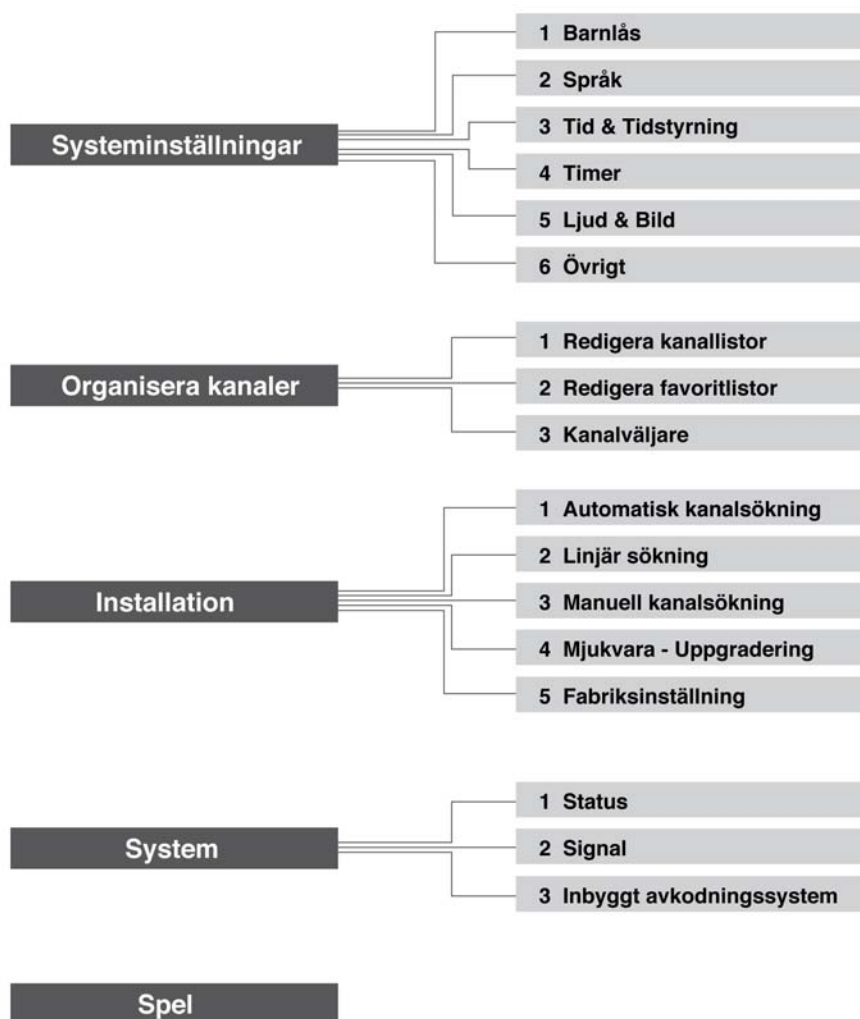 Systeminställningar
1 Barnlås
2 Språk
3 Tid & Tidstyrning
4 Timer
5 Ljud & Bild
6 Övrigt
Organisera kanaler
1 Redigera kanallistor
2 Redigera favoritlistor
3 Kanalväljare
Installation
1 Automatisk kanalsökning
2 Linjär sökning
3 Manuell kanalsökning
4 Mjukvara - Uppgradering
5 Fabriksinställning
System
1 Status
2 Signal
3 Inbyggt avkodningssystem
Spel